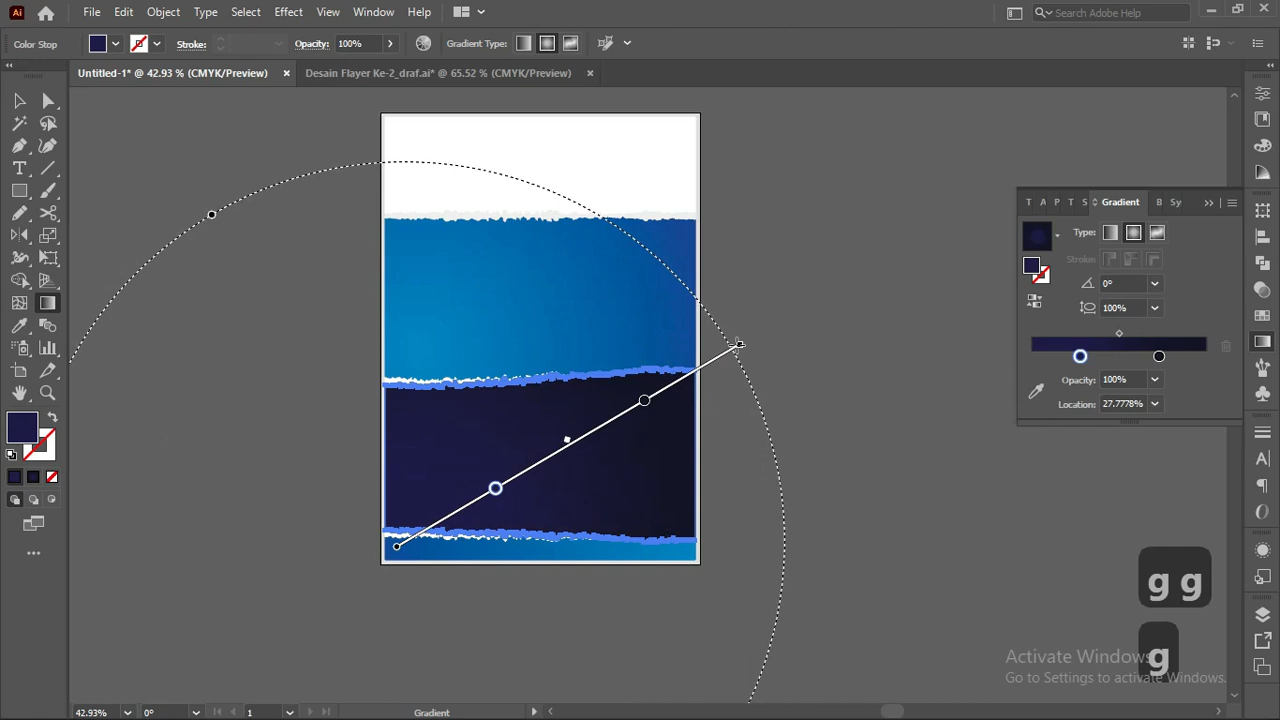 File Edit Object Type Select Effect View Window Help
Search Adobe Help
Color Stop Stroke: Opacity: 100% Gradient Type:
Untitled-1* @ 42.93 % (CMYK/Preview) Desain Flayer Ke-2_draf.ai* @ 65.52 % (CMYK/Preview)
T A P T S Gradient B Sy
Type:
Stroke:
0°
100%
Opacity: 100%
Location: 27.7778%
g g
g
Activate Windows
Go to Settings to activate Windows.
42.93% 0° 1 Gradient